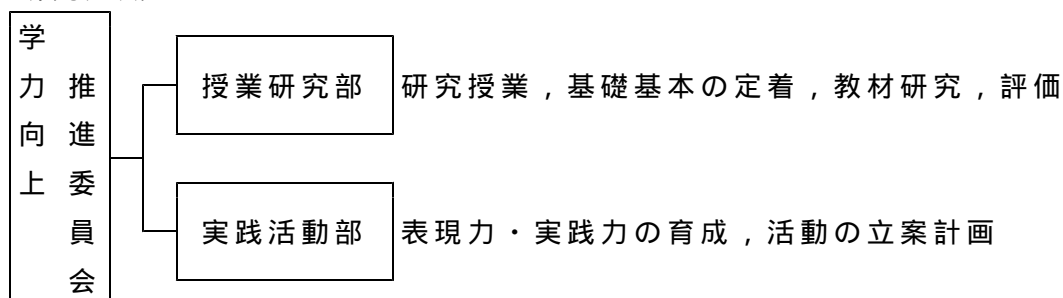 学力向上
推進委員会
授業研究部 研究授業，基礎基本の定着，教材研究，評価
実践活動部 表現力・実践力の育成，活動の立案計画